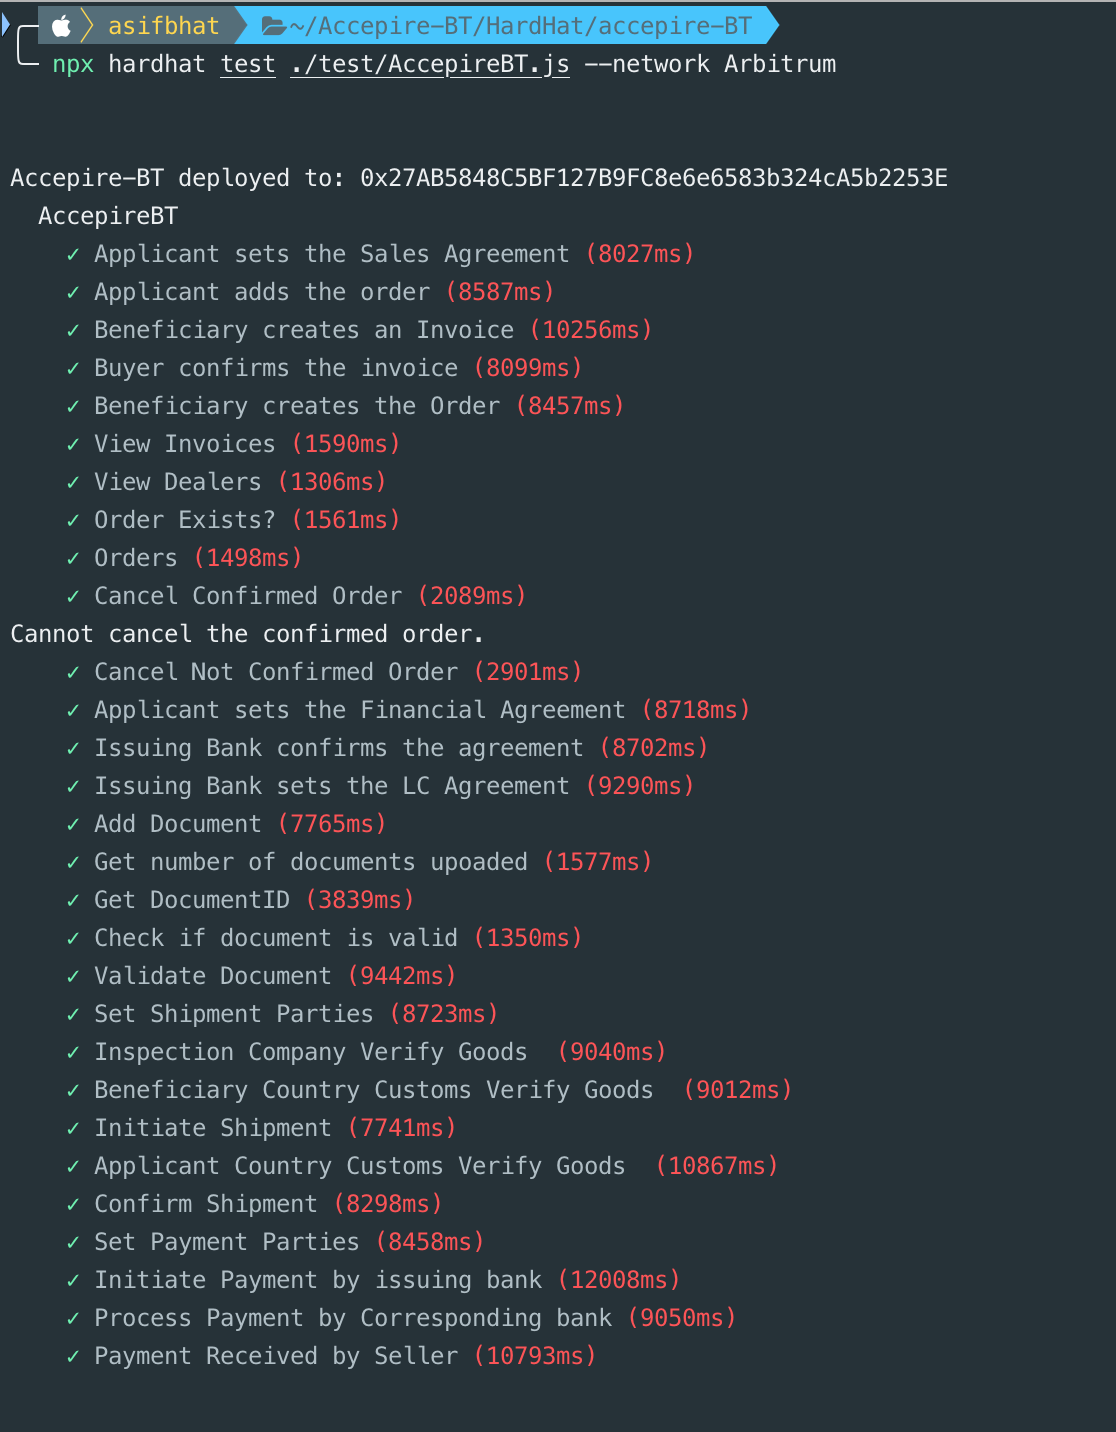 asifbhat ~/Accepire-BT/HardHat/accepire-BT
npx hardhat test ./test/AccepireBT.js --network Arbitrum
Accepire-BT deployed to: 0x27AB5848C5BF127B9FC8e6e6583b324cA5b2253E
AccepireBT
✓ Applicant sets the Sales Agreement (8027ms)
✓ Applicant adds the order (8587ms)
✓ Beneficiary creates an Invoice (10256ms)
✓ Buyer confirms the invoice (8099ms)
✓ Beneficiary creates the Order (8457ms)
✓ View Invoices (1590ms)
✓ View Dealers (1306ms)
✓ Order Exists? (1561ms)
✓ Orders (1498ms)
✓ Cancel Confirmed Order (2089ms)
Cannot cancel the confirmed order.
✓ Cancel Not Confirmed Order (2901ms)
✓ Applicant sets the Financial Agreement (8718ms)
✓ Issuing Bank confirms the agreement (8702ms)
✓ Issuing Bank sets the LC Agreement (9290ms)
✓ Add Document (7765ms)
✓ Get number of documents upoaded (1577ms)
✓ Get DocumentID (3839ms)
✓ Check if document is valid (1350ms)
✓ Validate Document (9442ms)
✓ Set Shipment Parties (8723ms)
✓ Inspection Company Verify Goods  (9040ms)
✓ Beneficiary Country Customs Verify Goods  (9012ms)
✓ Initiate Shipment (7741ms)
✓ Applicant Country Customs Verify Goods  (10867ms)
✓ Confirm Shipment (8298ms)
✓ Set Payment Parties (8458ms)
✓ Initiate Payment by issuing bank (12008ms)
✓ Process Payment by Corresponding bank (9050ms)
✓ Payment Received by Seller (10793ms)